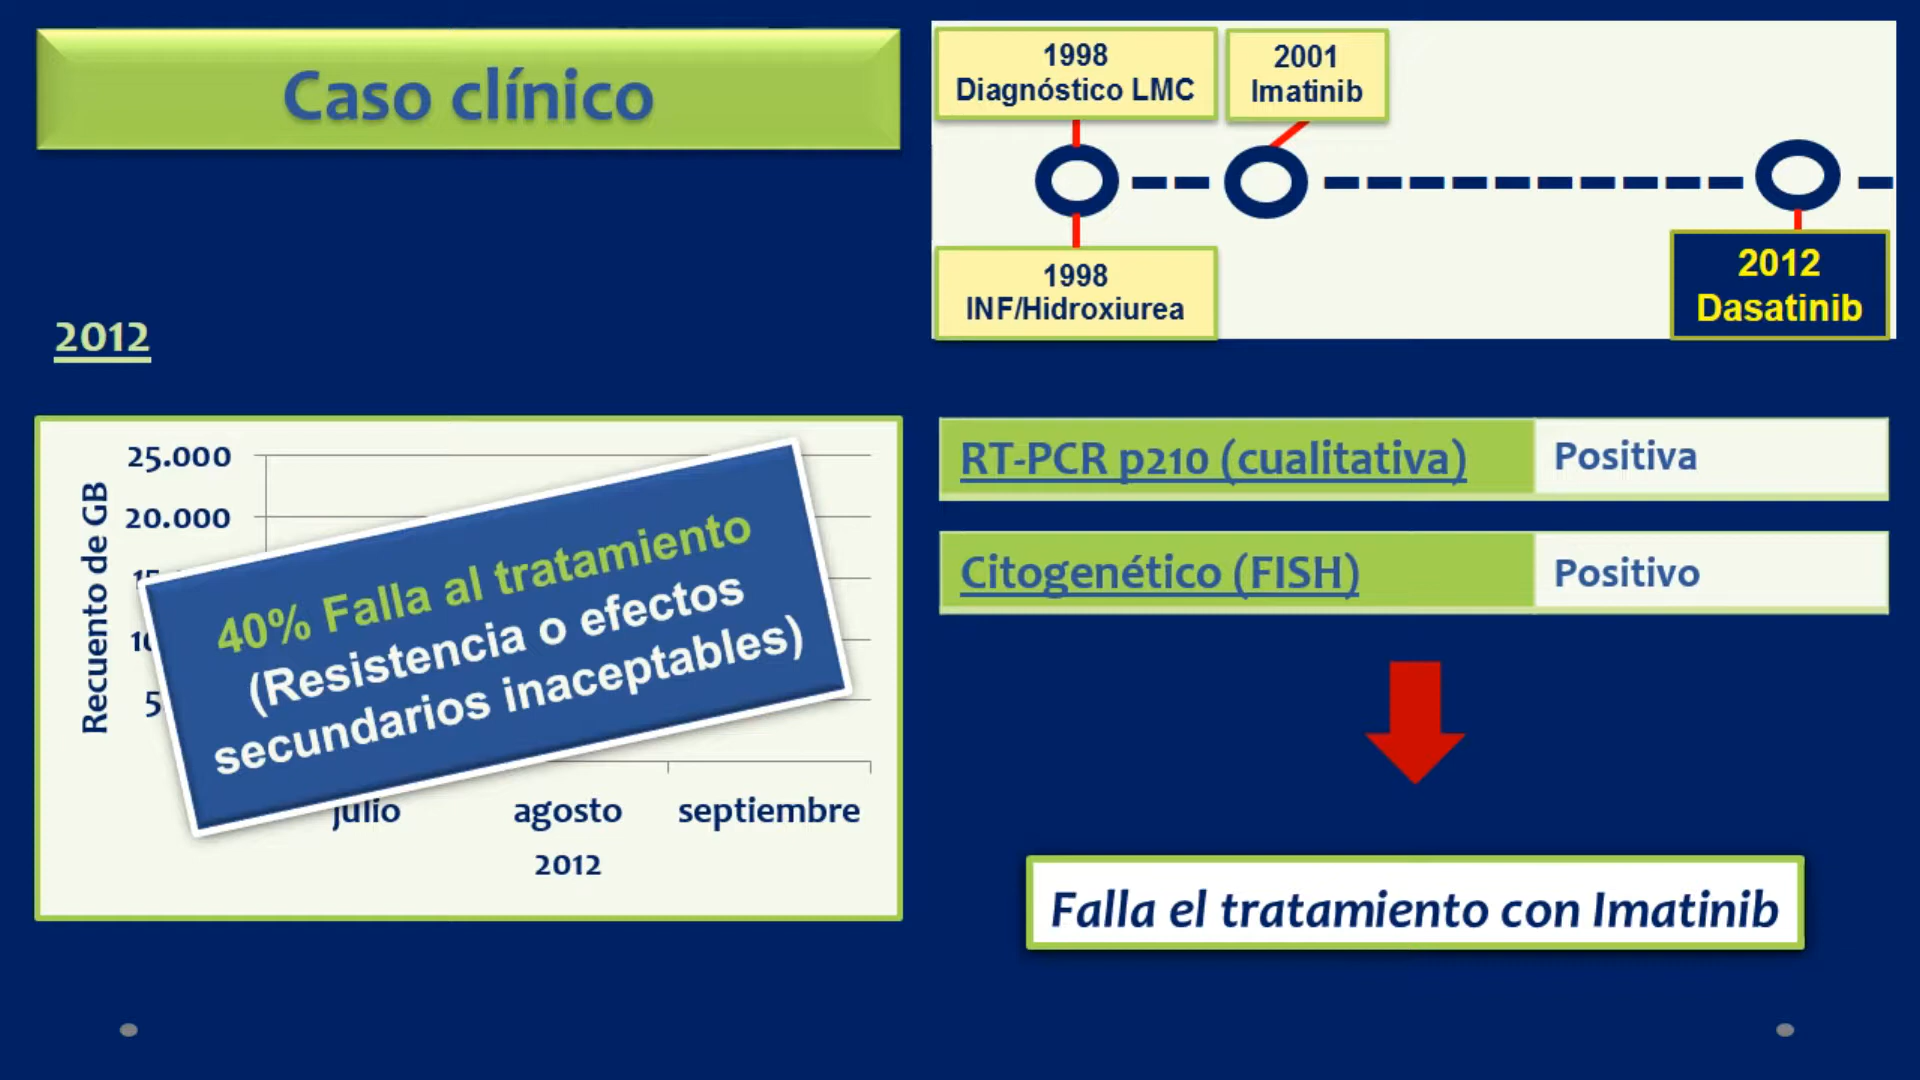 Caso clínico
1998
Diagnóstico LMC
2001
Imatinib
1998
INF/Hidroxiurea
2012
Dasatinib
2012
25.000
20.000
Recuento de GB
40% Falla al tratamiento
(Resistencia o efectos
secundarios inaceptables)
julio agosto septiembre
2012
RT-PCR p210 (cualitativa) Positiva
Citogenético (FISH) Positivo
Falla el tratamiento con Imatinib